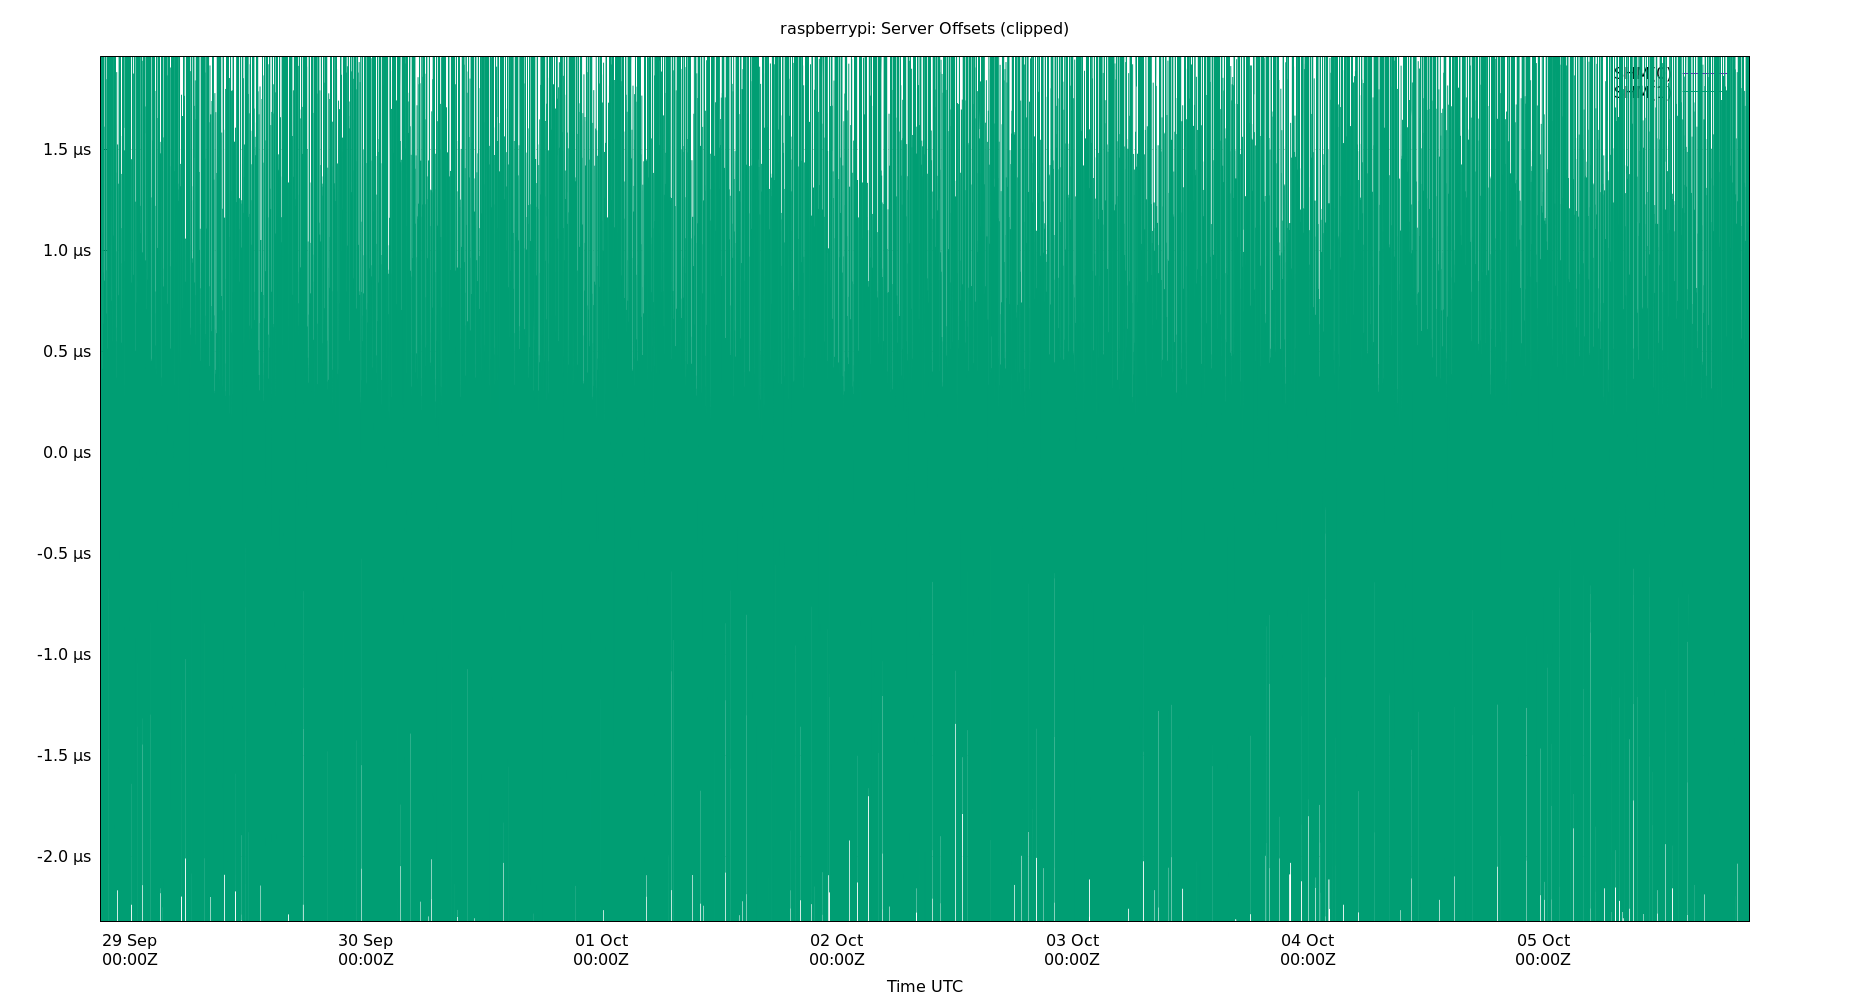 raspberrypi: Server Offsets (clipped)
SHM(0)
1.5 µs
1.0 µs
0.5 µs
0.0 µs
-0.5 µs
-1.0 µs
-1.5 µs
-2.0 µs
29 Sep
00:00Z
30 Sep
00:00Z
01 Oct
00:00Z
02 Oct
00:00Z
03 Oct
00:00Z
04 Oct
00:00Z
05 Oct
00:00Z
Time UTC